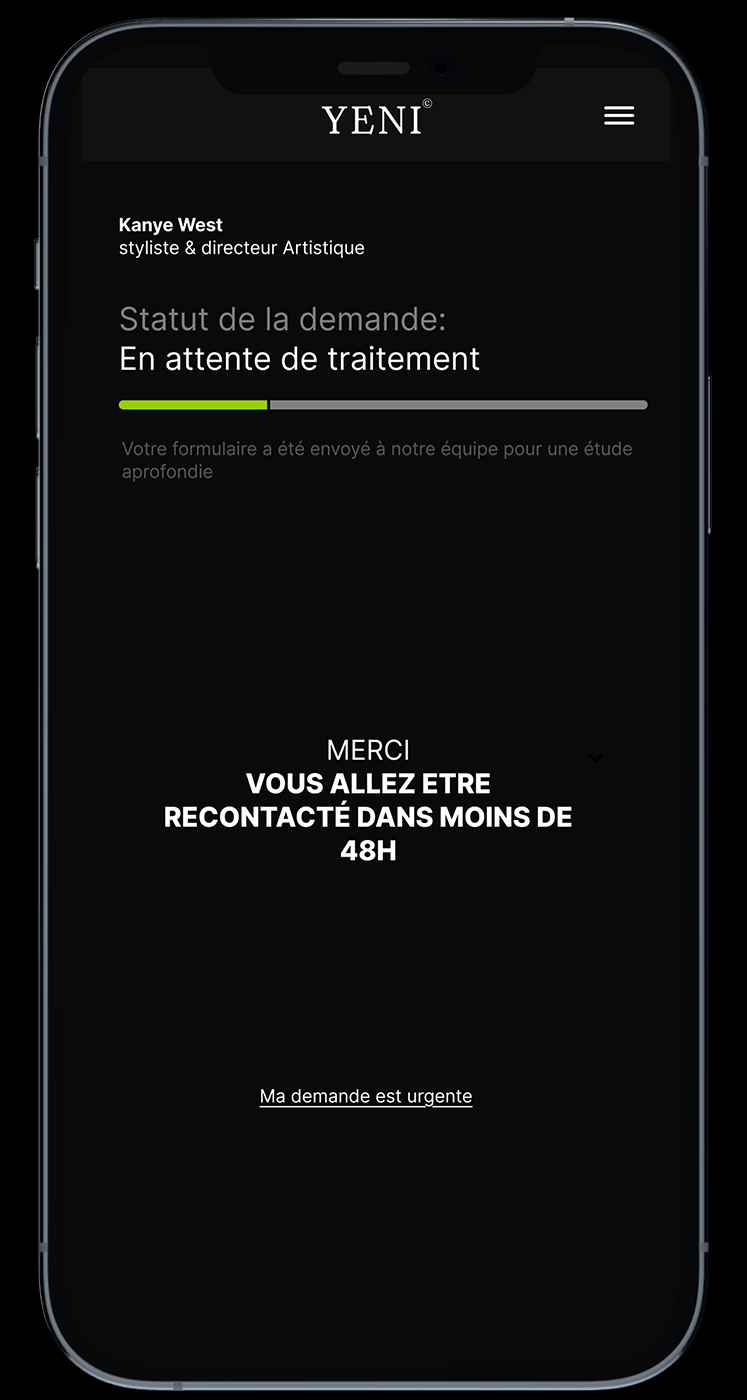 YENI©
Kanye West
styliste & directeur Artistique
Statut de la demande:
En attente de traitement
Votre formulaire a été envoyé à notre équipe pour une étude
aprofondie
MERCI
VOUS ALLEZ ETRE
RECONTACTÉ DANS MOINS DE
48H
Ma demande est urgente